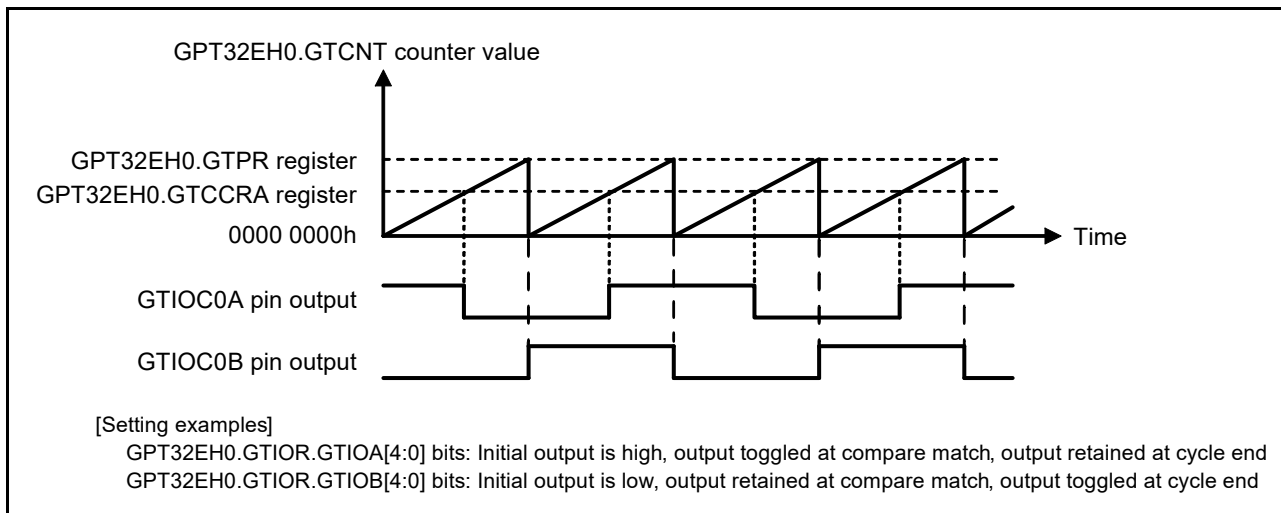 GPT32EH0.GTCNT counter value
GPT32EH0.GTPR register
GPT32EH0.GTCCRA register
0000 0000h
Time
GTIOC0A pin output
GTIOC0B pin output
[Setting examples]
GPT32EH0.GTIOR.GTIOA[4:0] bits: Initial output is high, output toggled at compare match, output retained at cycle end
GPT32EH0.GTIOR.GTIOB[4:0] bits: Initial output is low, output retained at compare match, output toggled at cycle end